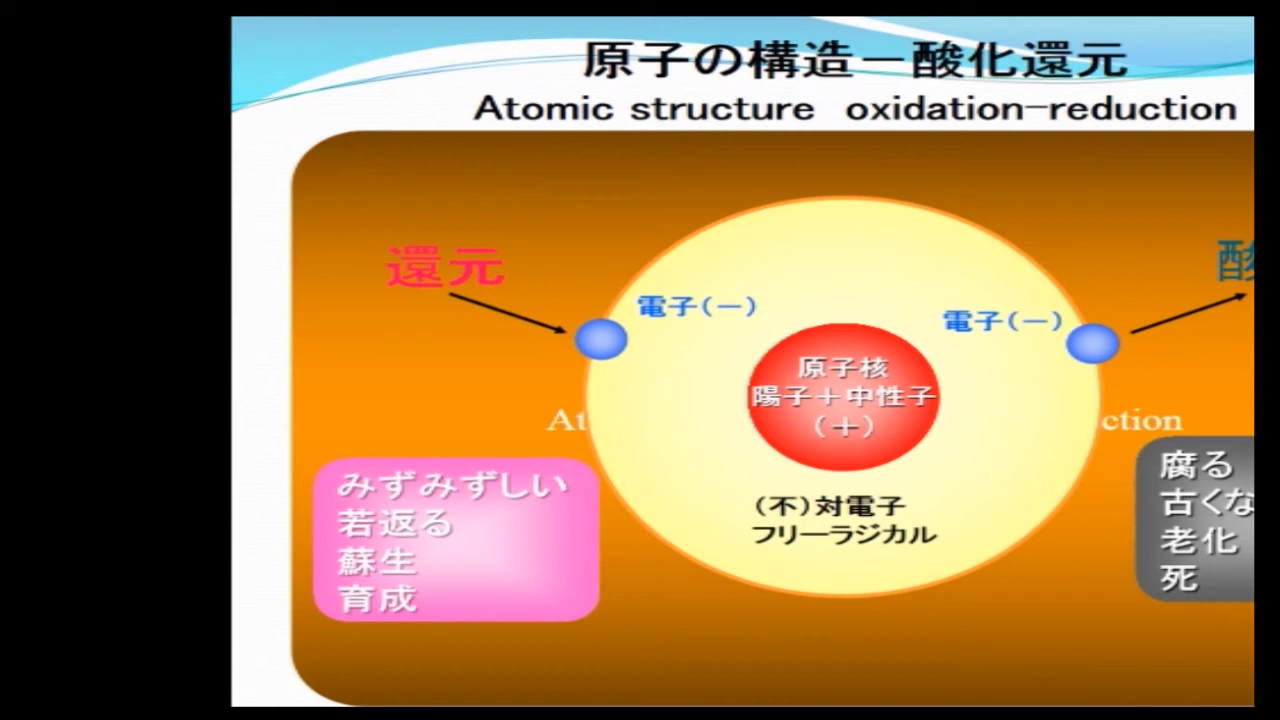 原子の構造－酸化還元
Atomic structure oxidation-reduction
還元
酸
電子(－)
電子(－)
原子核
陽子＋中性子
(＋)
At
ction
みずみずしい
若返る
蘇生
育成
腐る
古くな
老化
死
(不)対電子
フリーラジカル